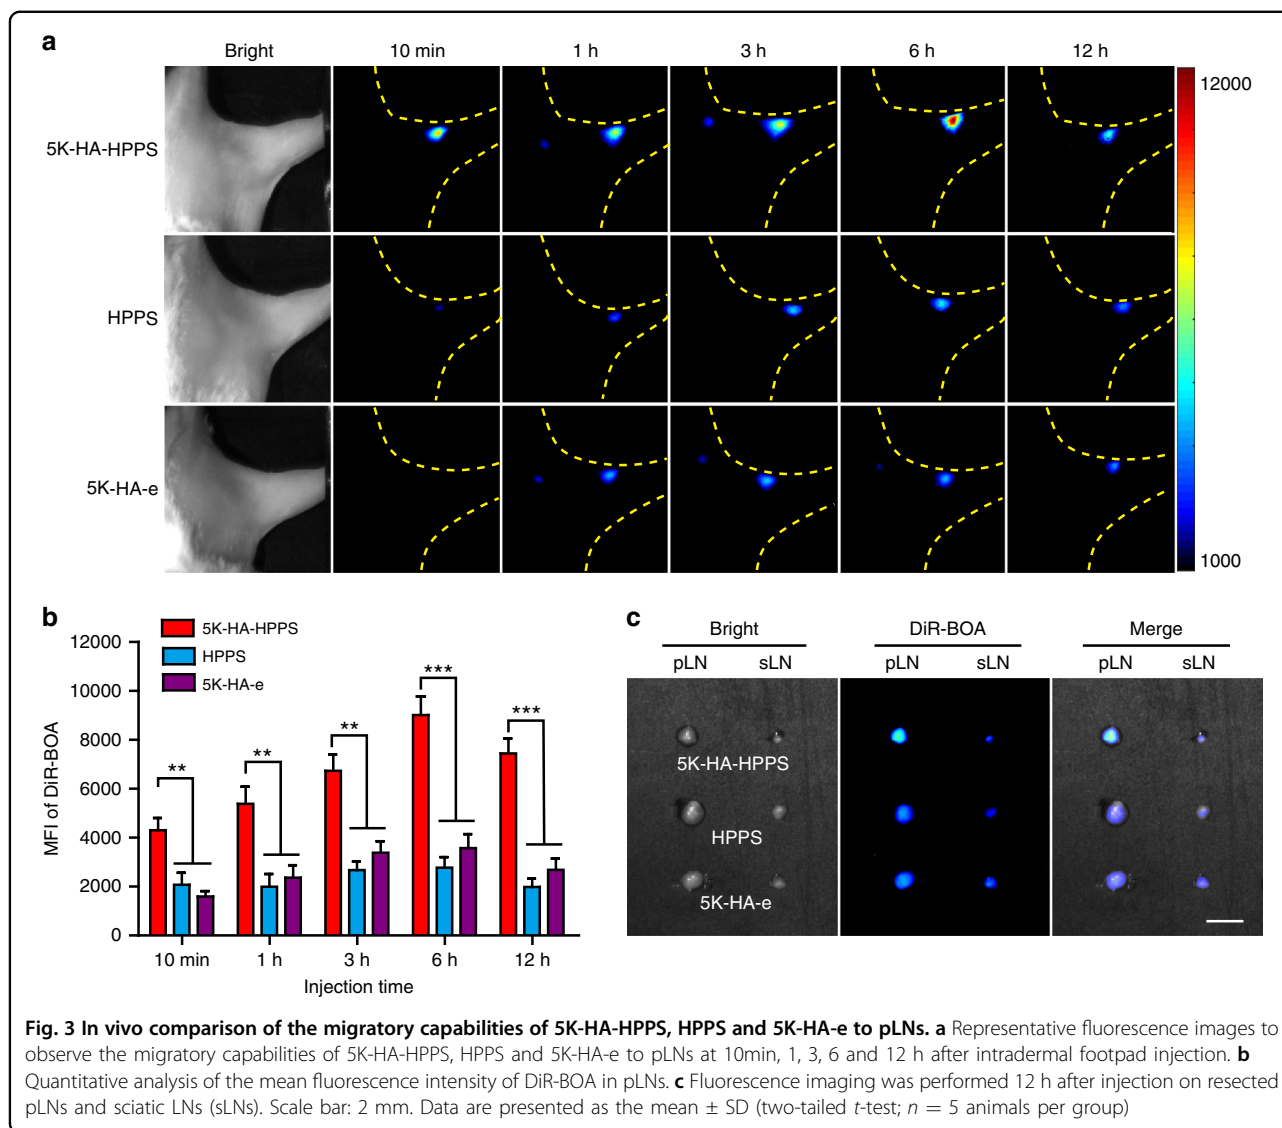 a
Bright 10 min 1 h 3 h 6 h 12 h
12000
5K-HA-HPPS
HPPS
5K-HA-e
1000
b
12000
10000
8000
6000
4000
2000
0
MFI of DiR-BOA
5K-HA-HPPS
HPPS
5K-HA-e
** ** ** *** ***
10 min 1 h 3 h 6 h 12 h
Injection time
c
Bright DiR-BOA Merge
pLN sLN pLN sLN pLN sLN
5K-HA-HPPS
HPPS
5K-HA-e
Fig. 3 In vivo comparison of the migratory capabilities of 5K-HA-HPPS, HPPS and 5K-HA-e to pLNs. a Representative fluorescence images to
observe the migratory capabilities of 5K-HA-HPPS, HPPS and 5K-HA-e to pLNs at 10min, 1, 3, 6 and 12 h after intradermal footpad injection. b
Quantitative analysis of the mean fluorescence intensity of DiR-BOA in pLNs. c Fluorescence imaging was performed 12 h after injection on resected
pLNs and sciatic LNs (sLNs). Scale bar: 2 mm. Data are presented as the mean ± SD (two-tailed t-test; n = 5 animals per group)